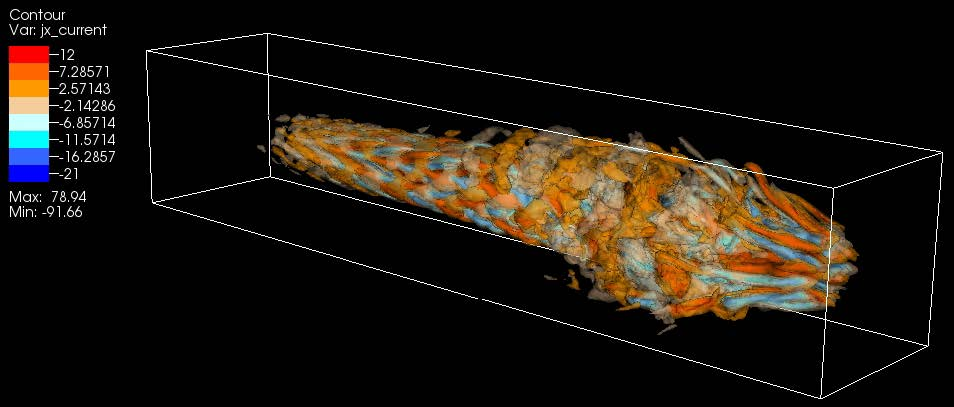 Contour
Var: jx_current
12
7.28571
2.57143
-2.14286
-6.85714
-11.5714
-16.2857
-21
Max: 78.94
Min: -91.66